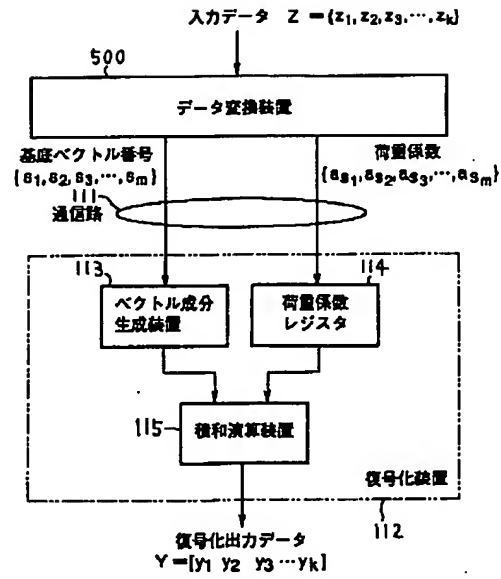 入力データ Z = {z₁, z₂, z₃, ⋯, zₖ}
500
データ変換装置
基底ベクトル番号
{s₁, s₂, s₃, ⋯, sₘ}
荷重係数
{aₛ₁, aₛ₂, aₛ₃, ⋯, aₛₘ}
111
通信路
113
ベクトル成分
生成装置
114
荷重係数
レジスタ
115
積和演算装置
復号化装置
112
復号化出力データ
Y = [y₁ y₂ y₃ ⋯ yₖ]